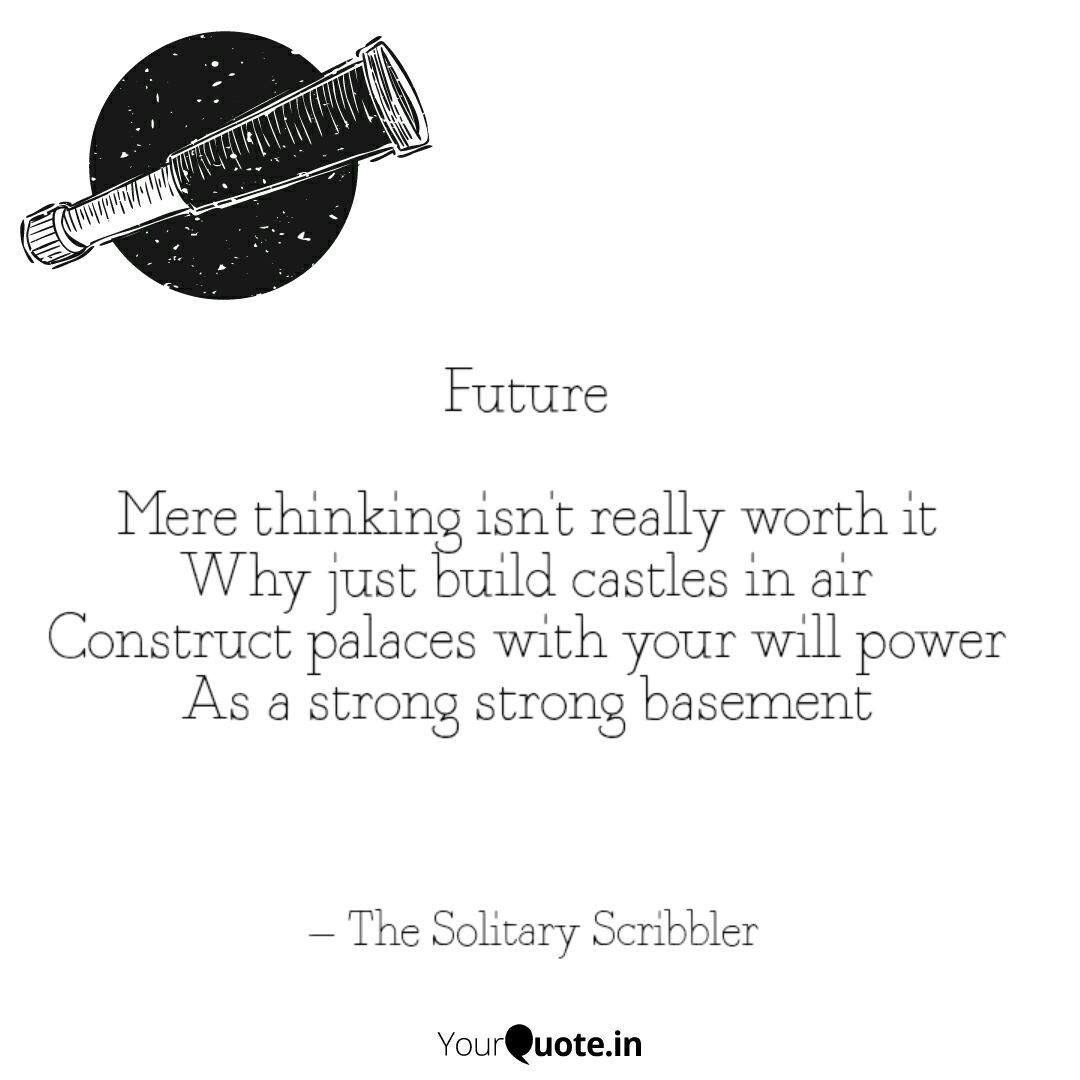 Future
Mere thinking isn't really worth it
Why just build castles in air
Construct palaces with your will power
As a strong strong basement
– The Solitary Scribbler
YourQuote.in